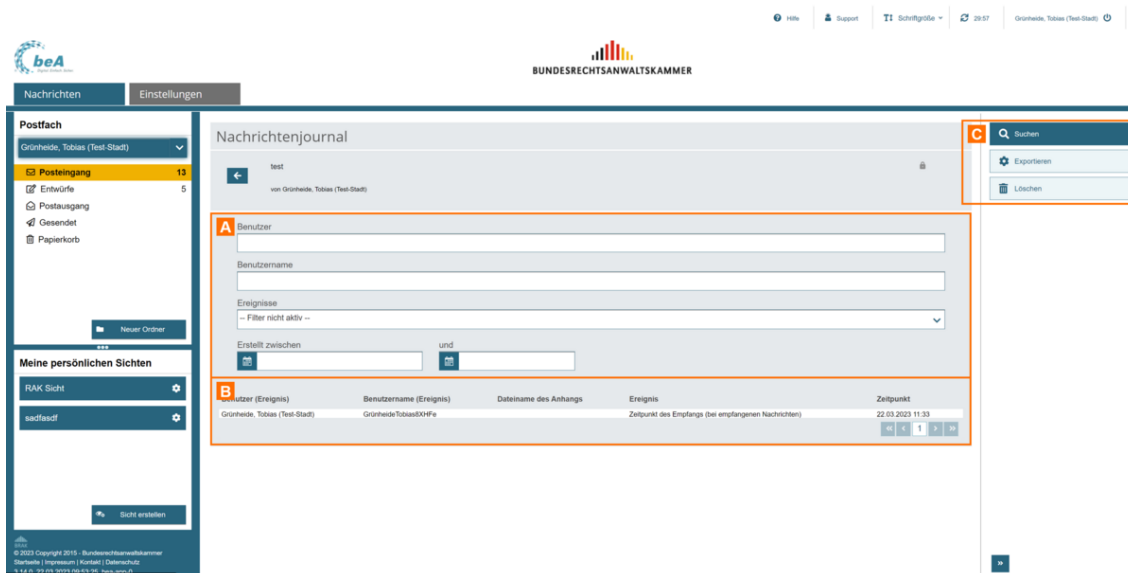 Hilfe Support Schriftgröße 29:57 Grünheide, Tobias (Test-Stadt)
beA
BUNDESRECHTSANWALTSKAMMER
Nachrichten Einstellungen
Postfach
Grünheide, Tobias (Test-Stadt)
Posteingang 13
Entwürfe 5
Postausgang
Gesendet
Papierkorb
Neuer Ordner
Meine persönlichen Sichten
RAK Sicht
sadfasdf
Sicht erstellen
© 2023 Copyright 2015 - Bundesrechtsanwaltskammer
Startseite | Impressum | Kontakt | Datenschutz
Nachrichtenjournal
test
von Grünheide, Tobias (Test-Stadt)
A
Benutzer
Benutzername
Ereignisse
-- Filter nicht aktiv --
Erstellt zwischen und
B
Benutzer (Ereignis) Benutzername (Ereignis) Dateiname des Anhangs Ereignis Zeitpunkt
Grünheide, Tobias (Test-Stadt) GrünheideTobias8XHFe Zeitpunkt des Empfangs (bei empfangenen Nachrichten) 22.03.2023 11:33
1
C
Suchen
Exportieren
Löschen